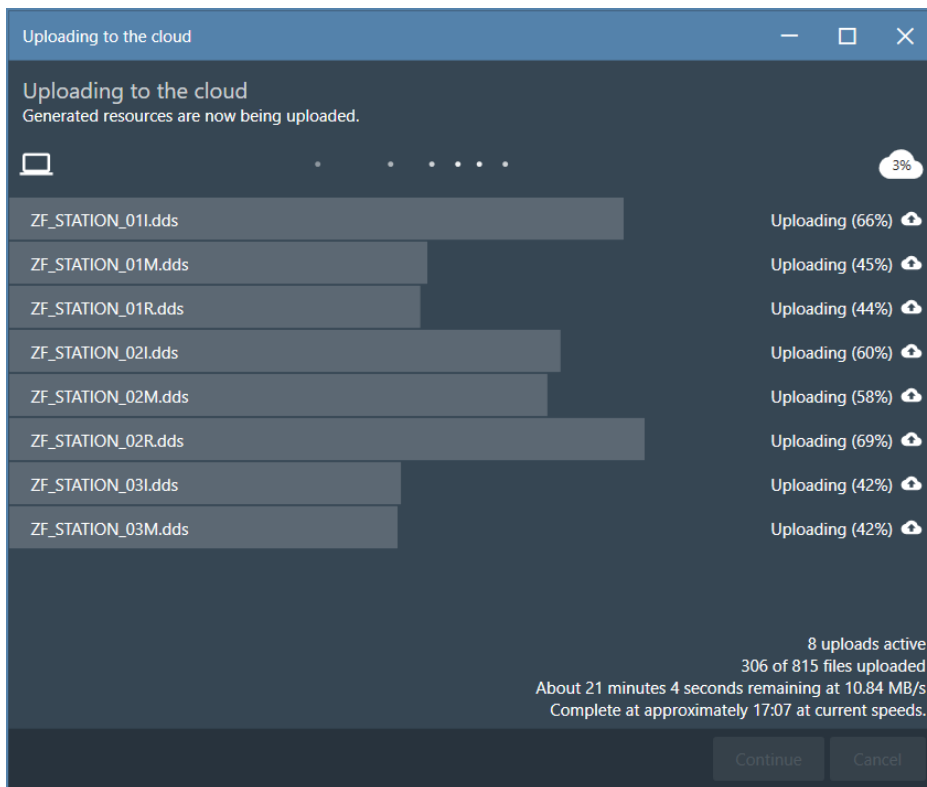 Uploading to the cloud
Uploading to the cloud
Generated resources are now being uploaded.
3%
ZF_STATION_01I.dds Uploading (66%)
ZF_STATION_01M.dds Uploading (45%)
ZF_STATION_01R.dds Uploading (44%)
ZF_STATION_02I.dds Uploading (60%)
ZF_STATION_02M.dds Uploading (58%)
ZF_STATION_02R.dds Uploading (69%)
ZF_STATION_03I.dds Uploading (42%)
ZF_STATION_03M.dds Uploading (42%)
8 uploads active
306 of 815 files uploaded
About 21 minutes 4 seconds remaining at 10.84 MB/s
Complete at approximately 17:07 at current speeds.
Continue Cancel